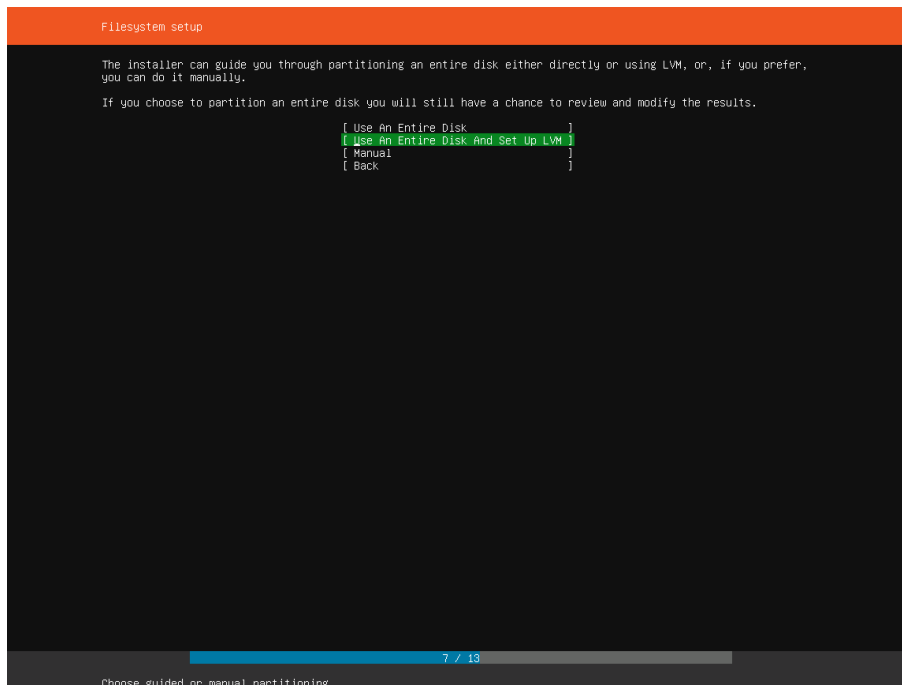 Filesystem setup
The installer can guide you through partitioning an entire disk either directly or using LVM, or, if you prefer,
you can do it manually.
If you choose to partition an entire disk you will still have a chance to review and modify the results.
[ Use An Entire Disk ]
[ Use An Entire Disk And Set Up LVM ]
[ Manual ]
[ Back ]
7 / 13
Choose guided or manual partitioning